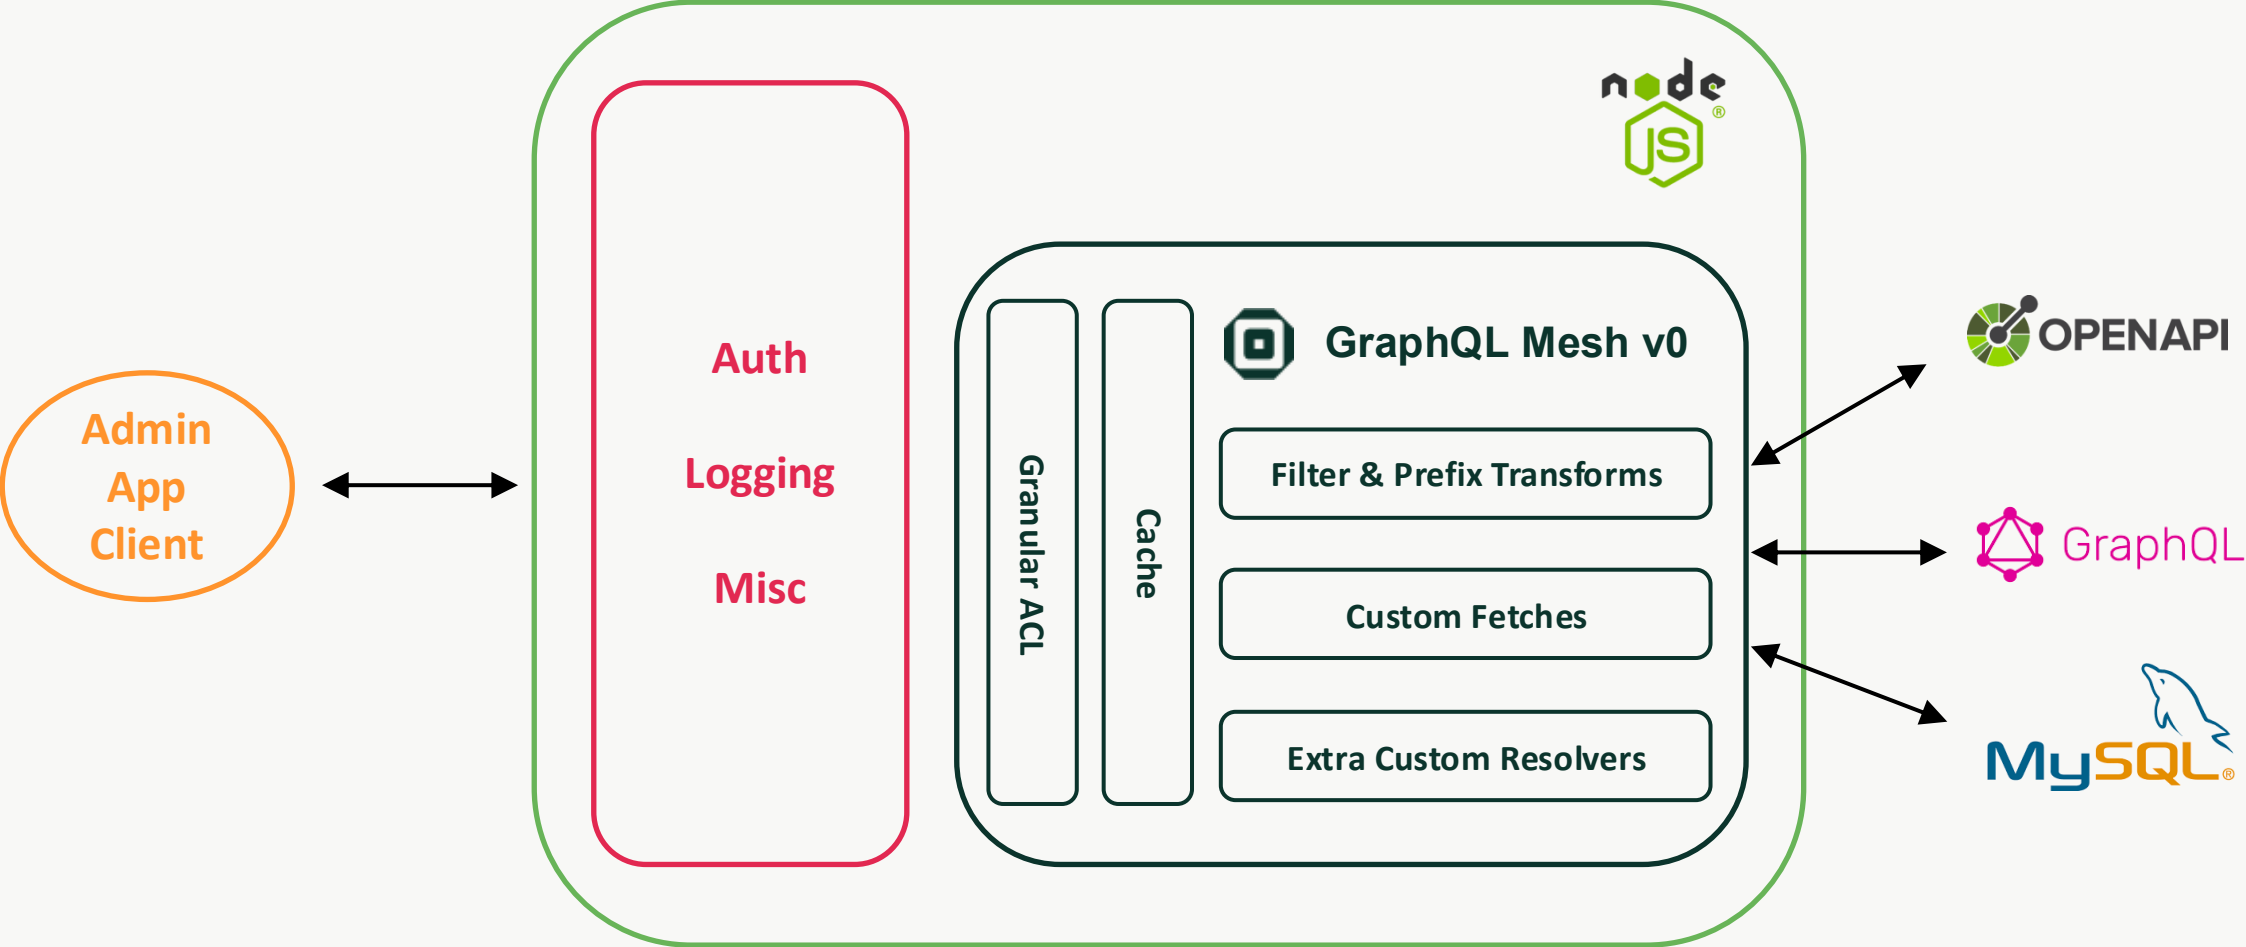 Admin
App
Client
Auth
Logging
Misc
node
JS
®
GraphQL Mesh v0
Granular ACL
Cache
Filter & Prefix Transforms
Custom Fetches
Extra Custom Resolvers
OPENAPI
GraphQL
MySQL®